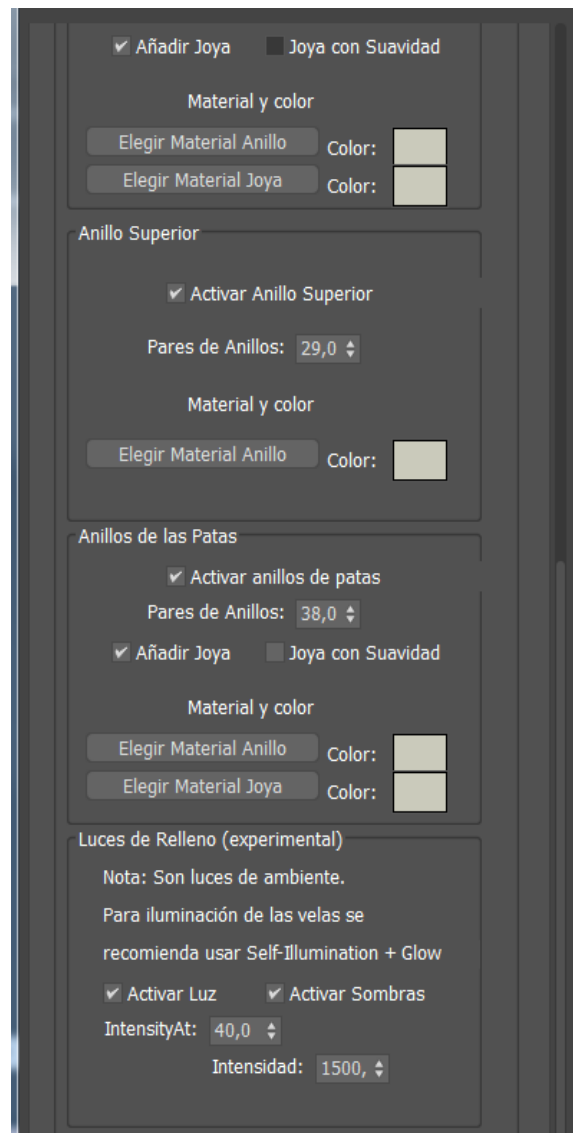 Añadir Joya Joya con Suavidad
Material y color
Elegir Material Anillo Color:
Elegir Material Joya Color:
Anillo Superior
Activar Anillo Superior
Pares de Anillos: 29,0
Material y color
Elegir Material Anillo Color:
Anillos de las Patas
Activar anillos de patas
Pares de Anillos: 38,0
Añadir Joya Joya con Suavidad
Material y color
Elegir Material Anillo Color:
Elegir Material Joya Color:
Luces de Relleno (experimental)
Nota: Son luces de ambiente.
Para iluminación de las velas se
recomienda usar Self-Illumination + Glow
Activar Luz Activar Sombras
IntensityAt: 40,0
Intensidad: 1500,